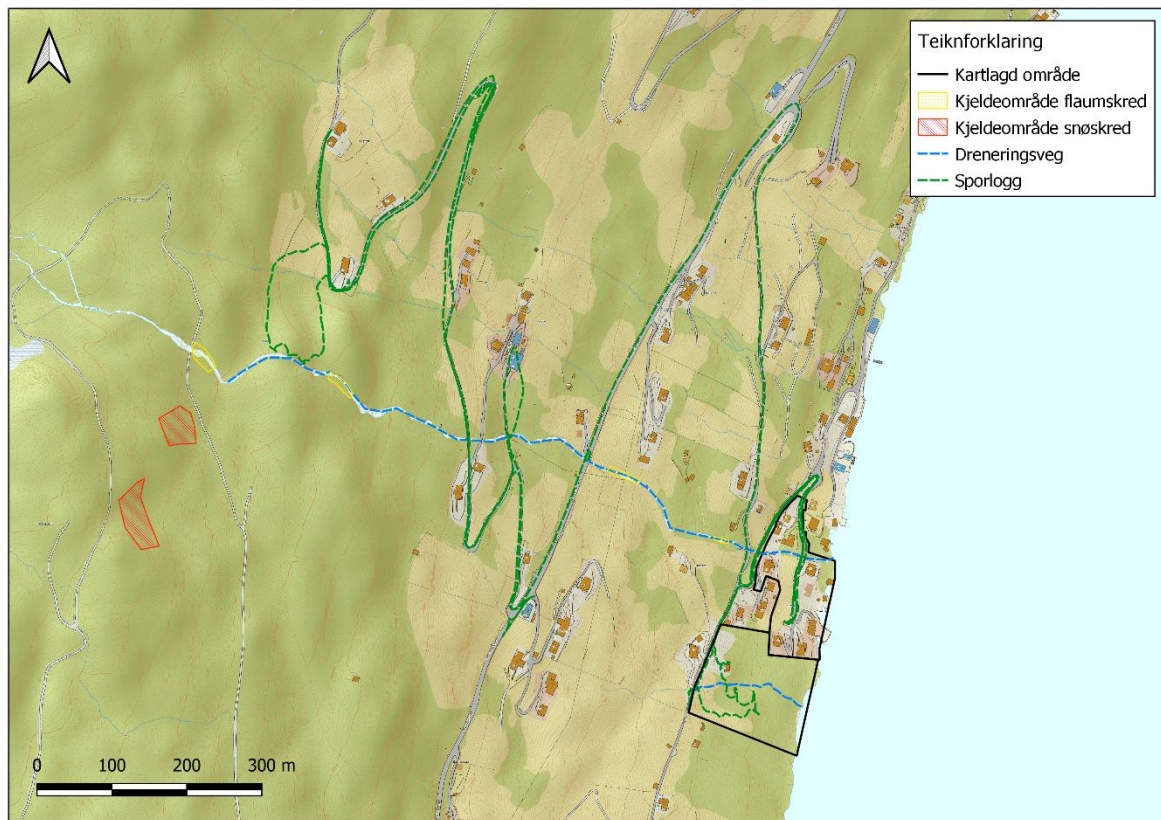 Teiknforklaring
Kartlagd område
Kjeldeområde flaumskred
Kjeldeområde snøskred
Dreneringsveg
Sporlogg
0 100 200 300 m